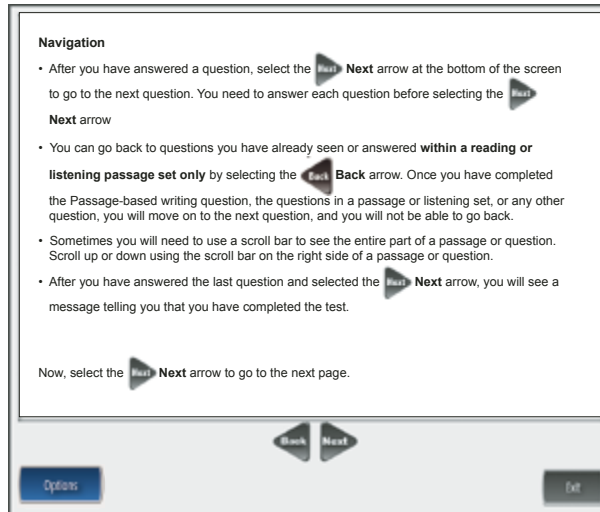 Navigation
• After you have answered a question, select the Next Next arrow at the bottom of the screen
to go to the next question. You need to answer each question before selecting the Next
Next arrow
• You can go back to questions you have already seen or answered within a reading or
listening passage set only by selecting the Back Back arrow. Once you have completed
the Passage-based writing question, the questions in a passage or listening set, or any other
question, you will move on to the next question, and you will not be able to go back.
• Sometimes you will need to use a scroll bar to see the entire part of a passage or question.
Scroll up or down using the scroll bar on the right side of a passage or question.
• After you have answered the last question and selected the Next Next arrow, you will see a
message telling you that you have completed the test.
Now, select the Next Next arrow to go to the next page.
Back Next
Options Exit